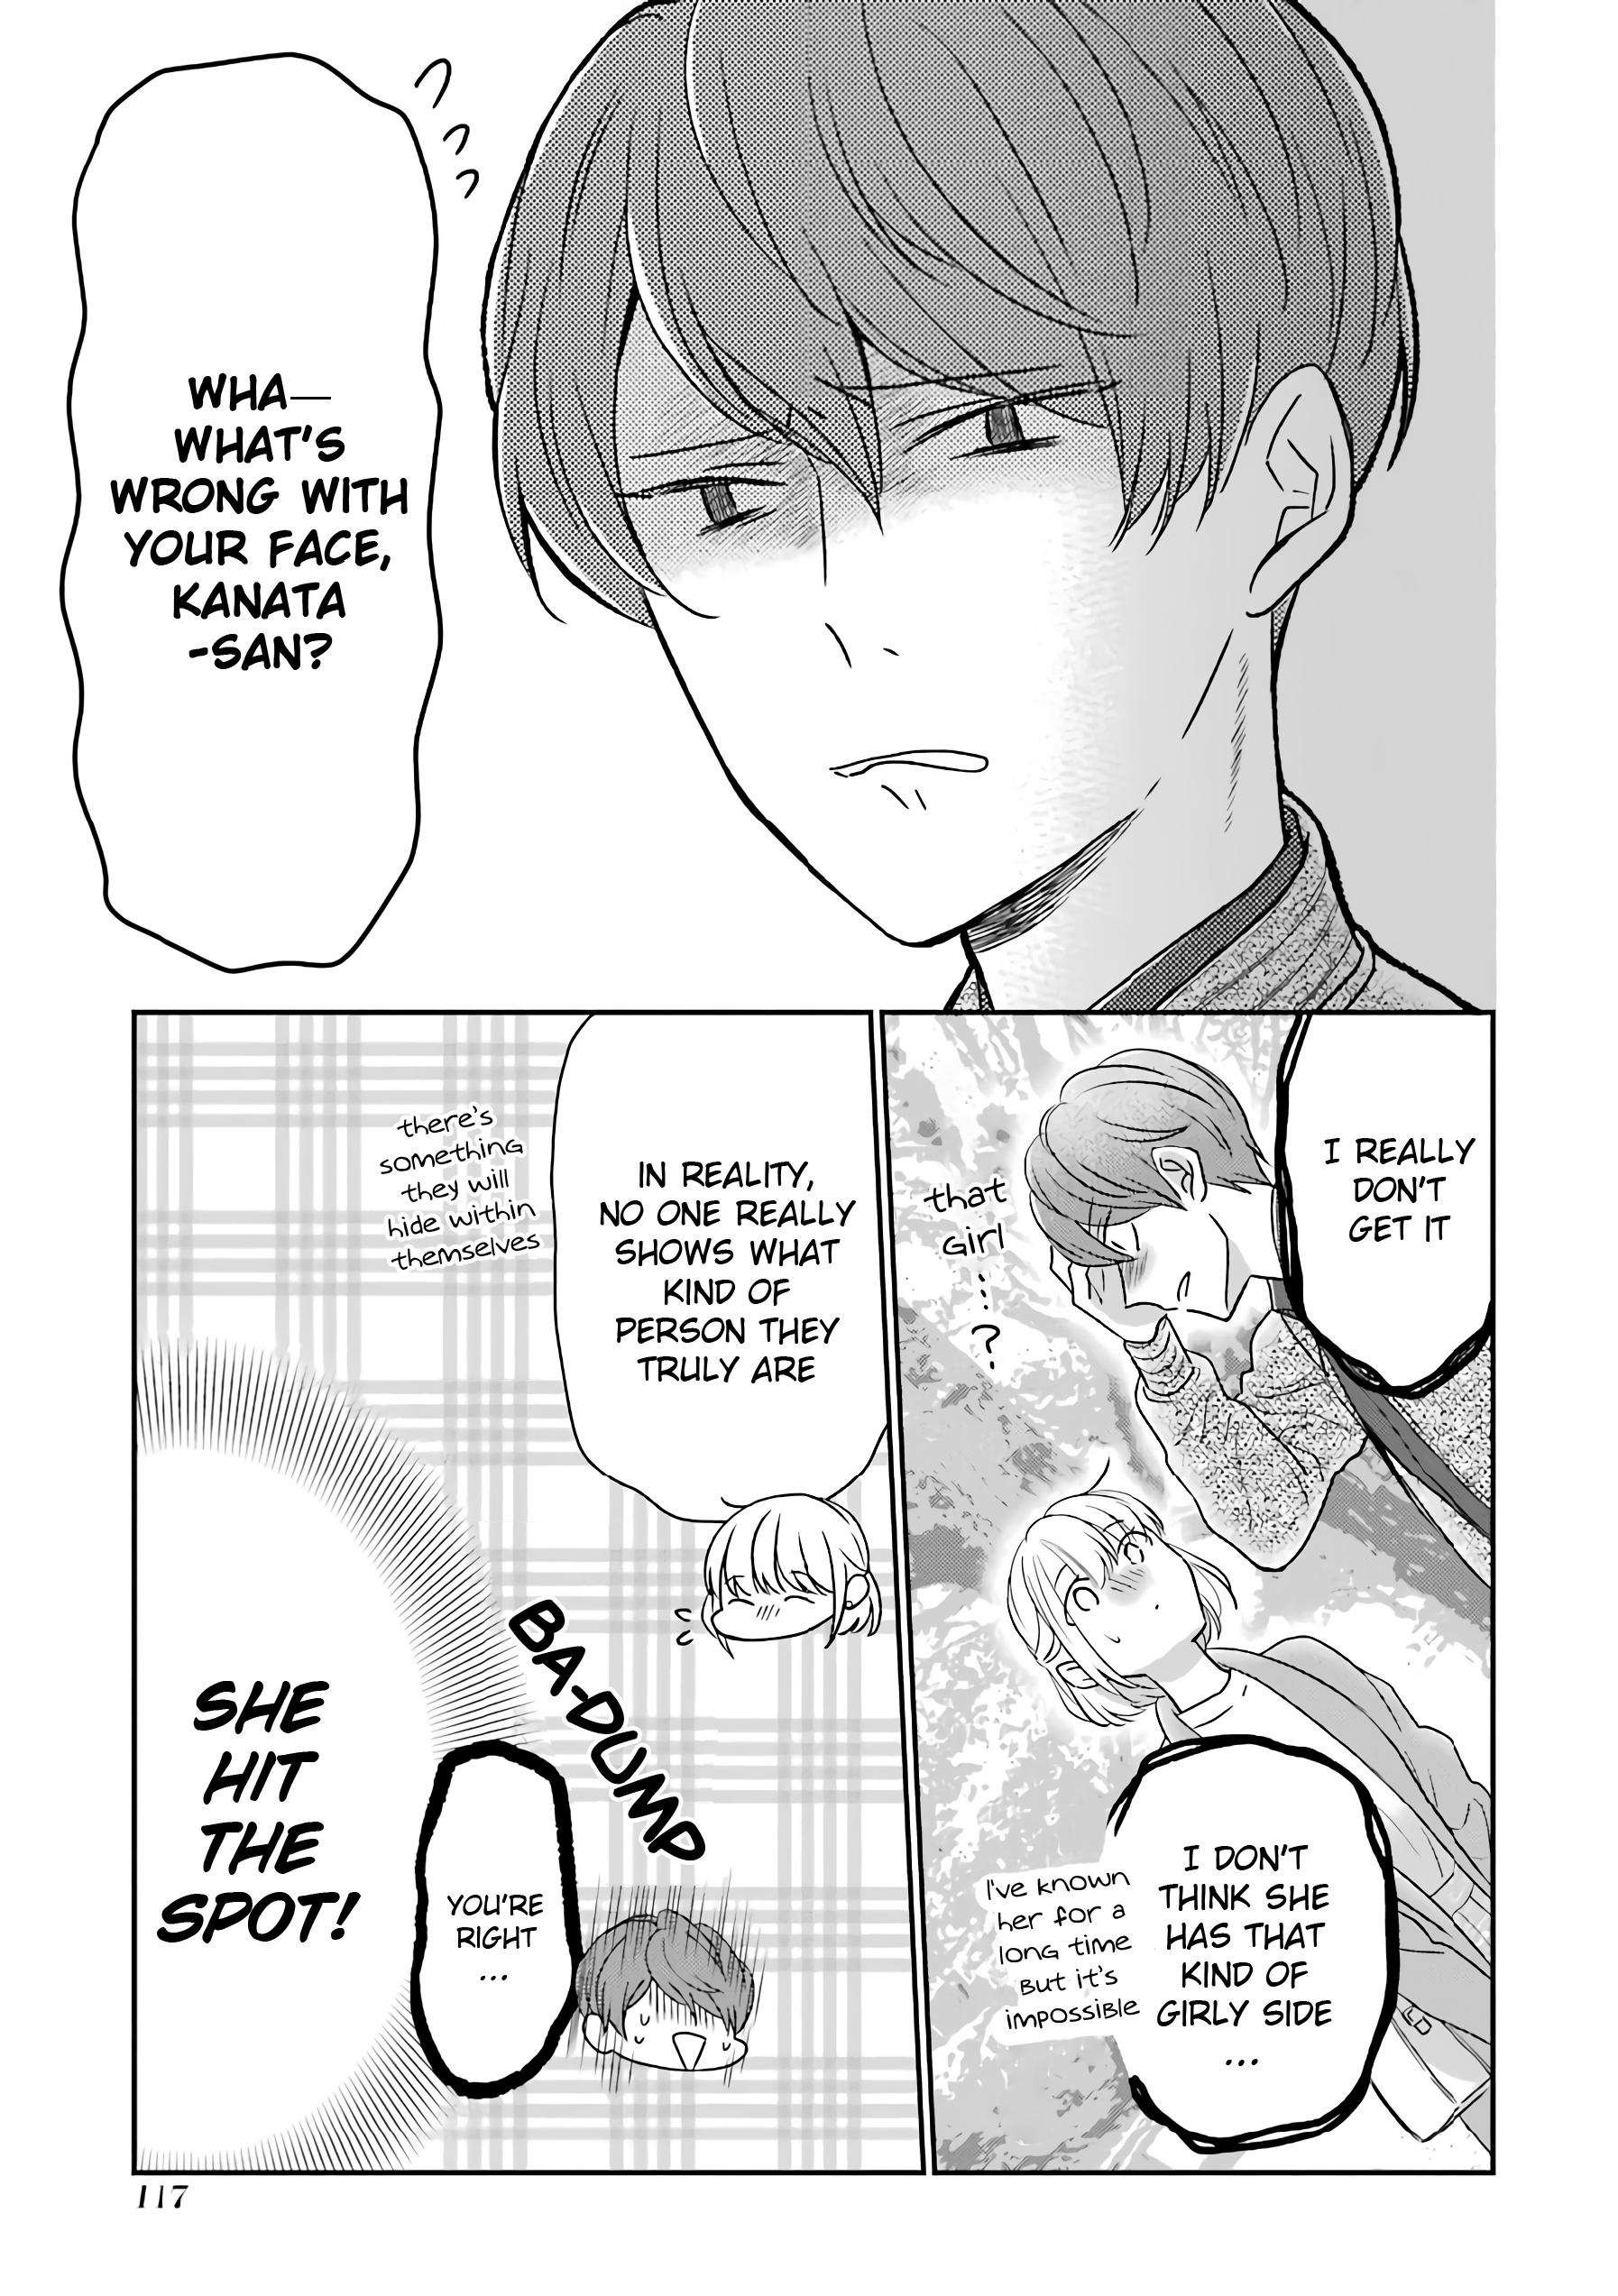 WHA—
WHAT'S
WRONG WITH
YOUR FACE,
KANATA
-SAN?
I REALLY
DON'T
GET IT
that
girl...?
I DON'T
THINK SHE
HAS THAT
KIND OF
GIRLY SIDE
...
I've known
her for a
long time
But it's
impossible
IN REALITY,
NO ONE REALLY
SHOWS WHAT
KIND OF
PERSON THEY
TRULY ARE
there's
something
they will
hide within
themselves
BA-DUMP
YOU'RE
RIGHT
...
SHE
HIT
THE
SPOT!
117